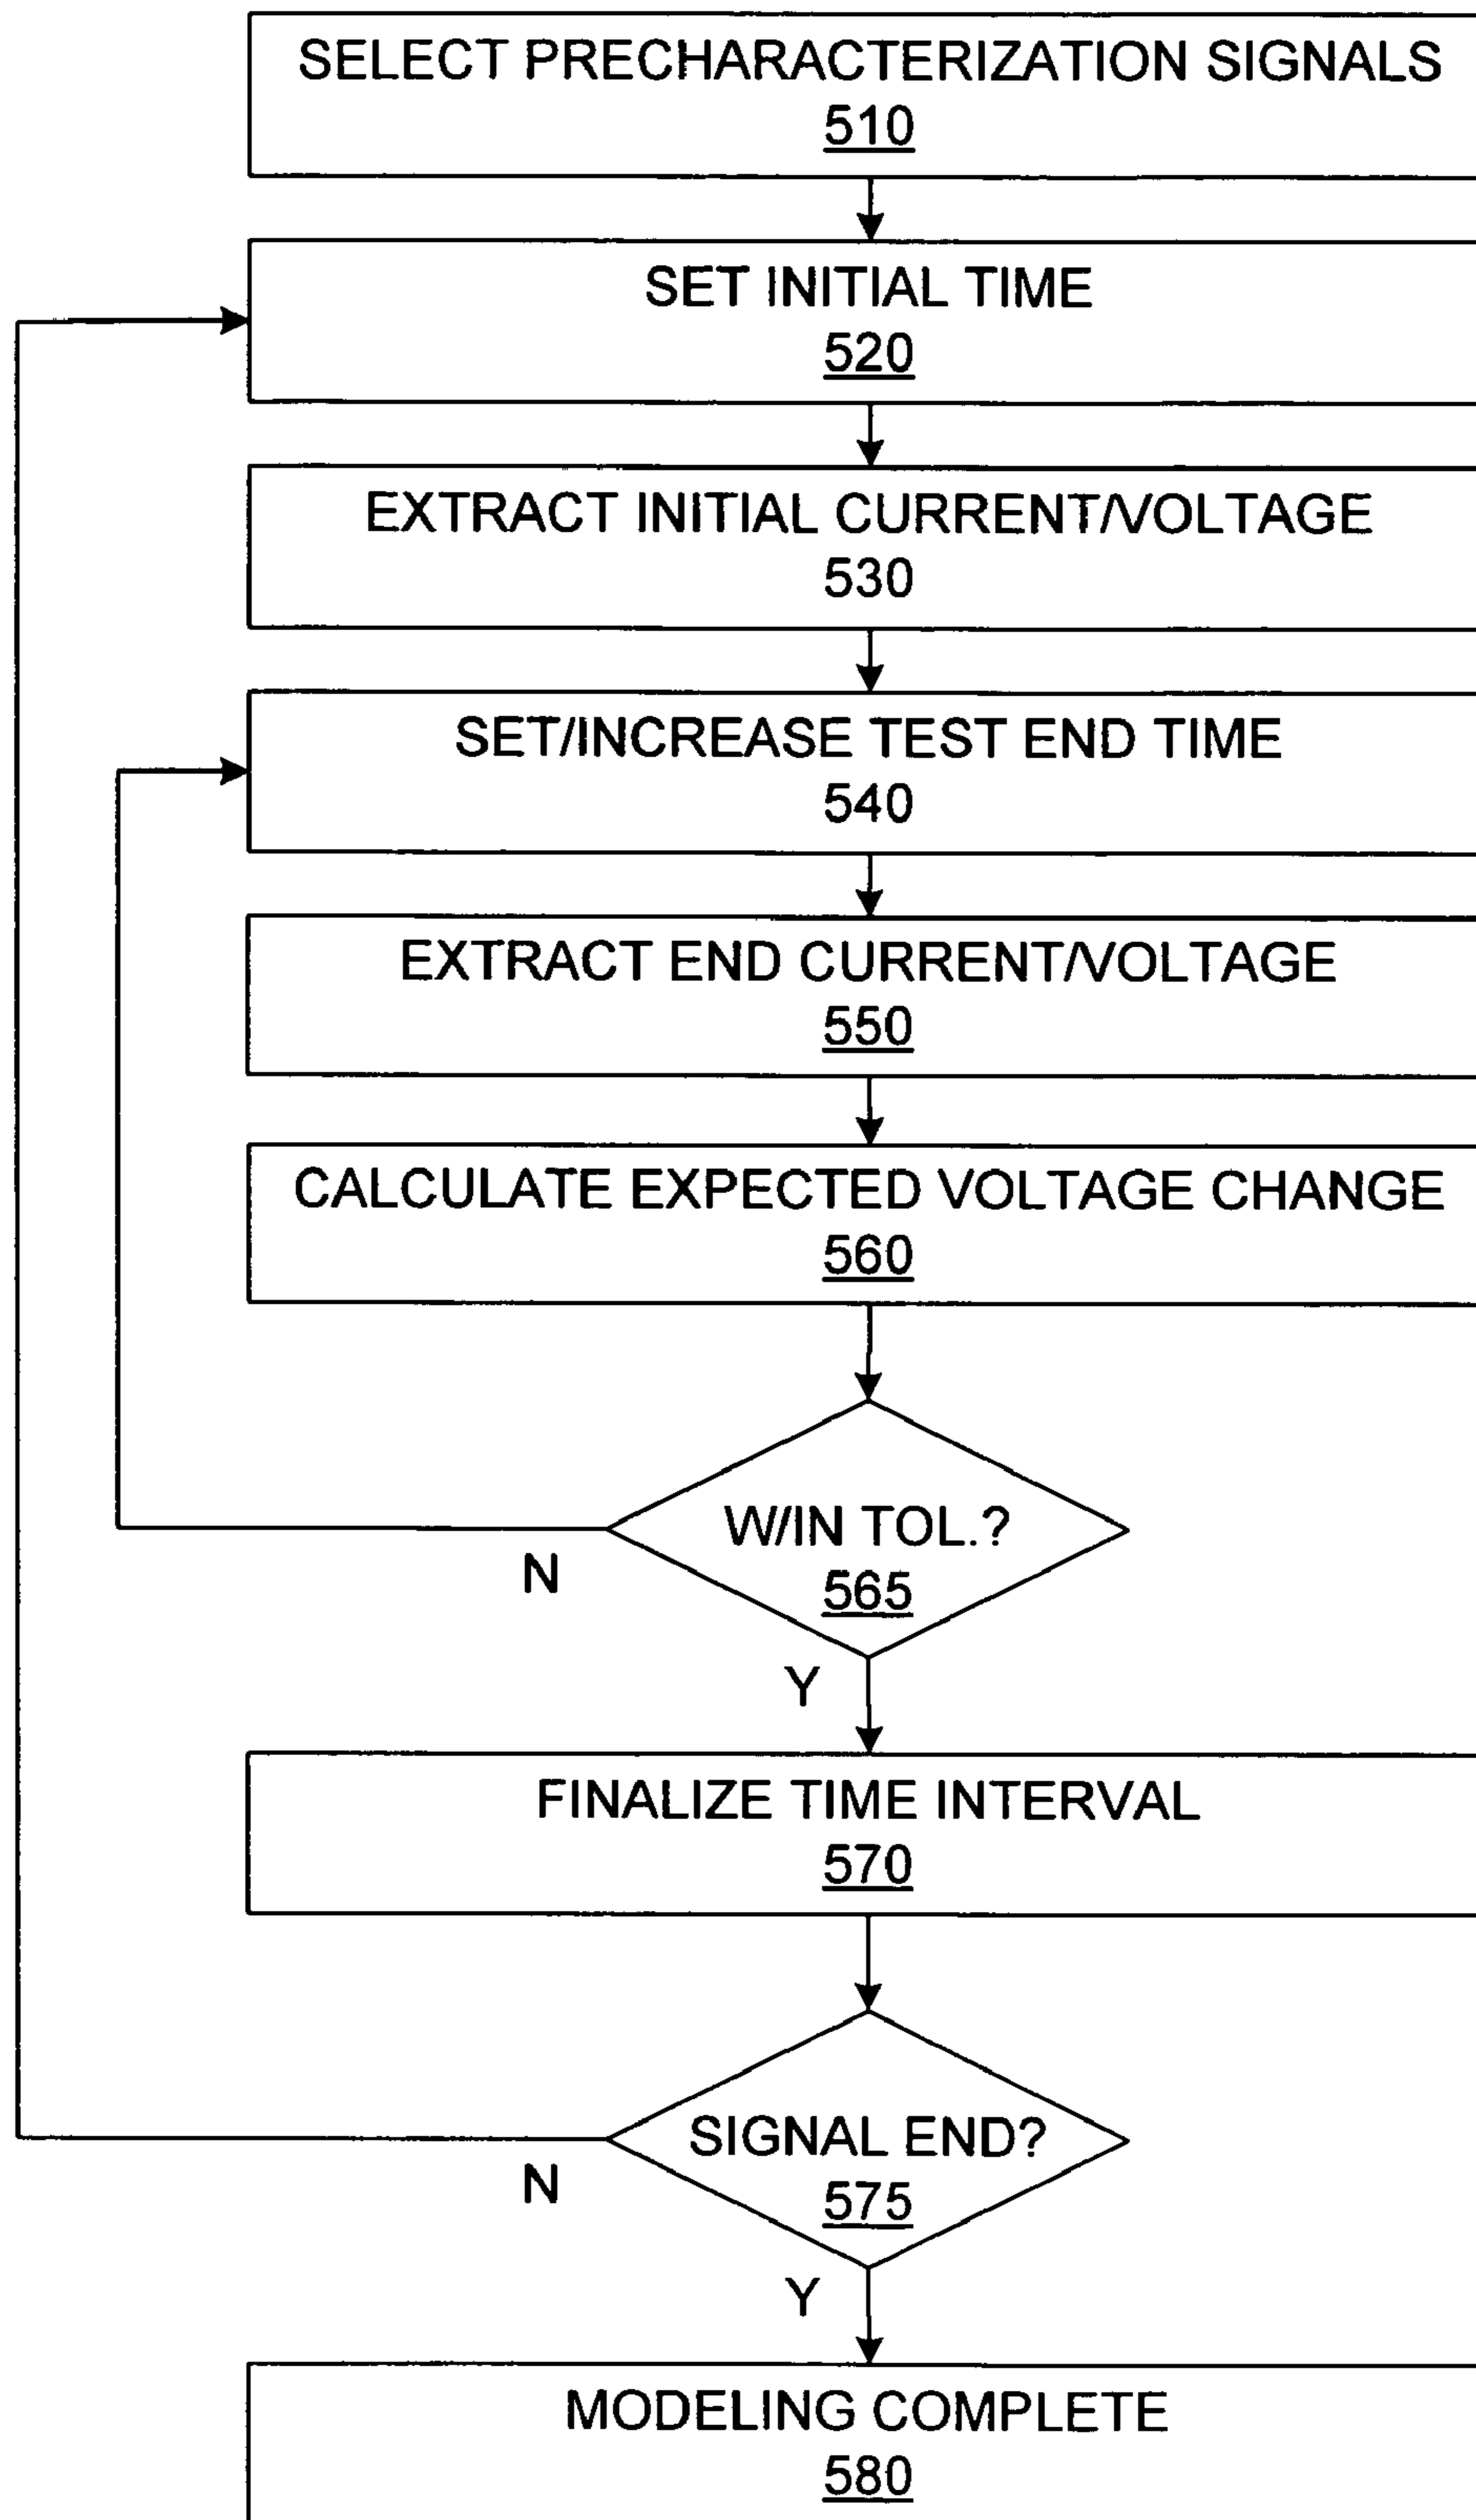 SELECT PRECHARACTERIZATION SIGNALS
510
SET INITIAL TIME
520
EXTRACT INITIAL CURRENT/VOLTAGE
530
SET/INCREASE TEST END TIME
540
EXTRACT END CURRENT/VOLTAGE
550
CALCULATE EXPECTED VOLTAGE CHANGE
560
W/IN TOL.?
565
N
Y
FINALIZE TIME INTERVAL
570
SIGNAL END?
575
N
Y
MODELING COMPLETE
580